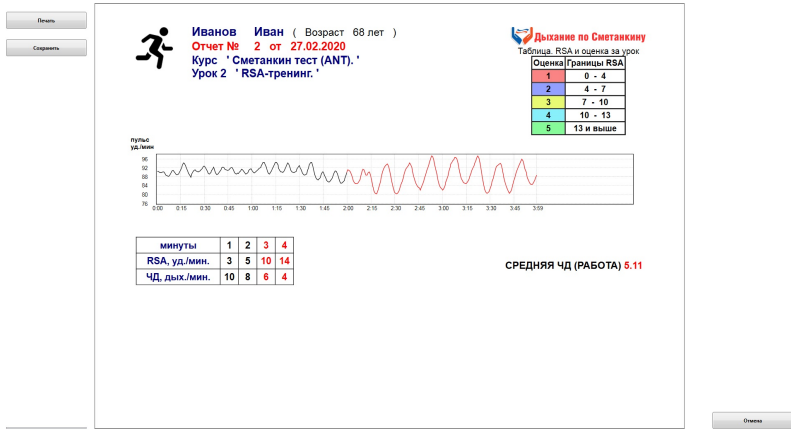 Печать
Сохранить
Иванов Иван ( Возраст 68 лет )
Отчет № 2 от 27.02.2020
Курс ' Сметанкин тест (ANT). '
Урок 2 ' RSA-тренинг. '
Дыхание по Сметанкину
Таблица. RSA и оценка за урок
Оценка Границы RSA
1 0 - 4
2 4 - 7
3 7 - 10
4 10 - 13
5 13 и выше
пульс
уд./мин
96
92
88
84
80
76
0:00 0:15 0:30 0:45 1:00 1:15 1:30 1:45 2:00 2:15 2:30 2:45 3:00 3:15 3:30 3:45 3:59
минуты 1 2 3 4
RSA, уд./мин. 3 5 10 14
ЧД, дых./мин. 10 8 6 4
СРЕДНЯЯ ЧД (РАБОТА) 5.11
Отмена